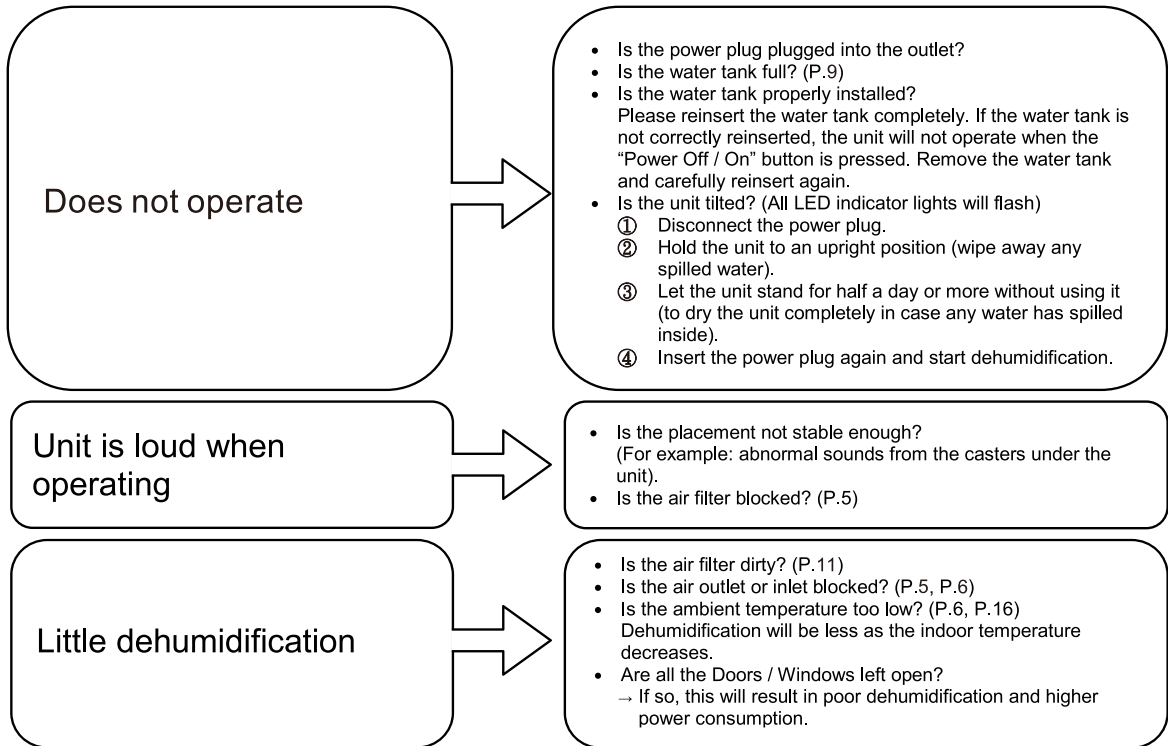 Does not operate
• Is the power plug plugged into the outlet?
• Is the water tank full? (P.9)
• Is the water tank properly installed?
Please reinsert the water tank completely. If the water tank is
not correctly reinserted, the unit will not operate when the
“Power Off / On” button is pressed. Remove the water tank
and carefully reinsert again.
• Is the unit tilted? (All LED indicator lights will flash)
① Disconnect the power plug.
② Hold the unit to an upright position (wipe away any
spilled water).
③ Let the unit stand for half a day or more without using it
(to dry the unit completely in case any water has spilled
inside).
④ Insert the power plug again and start dehumidification.
Unit is loud when
operating
• Is the placement not stable enough?
(For example: abnormal sounds from the casters under the
unit).
• Is the air filter blocked? (P.5)
Little dehumidification
• Is the air filter dirty? (P.11)
• Is the air outlet or inlet blocked? (P.5, P.6)
• Is the ambient temperature too low? (P.6, P.16)
Dehumidification will be less as the indoor temperature
decreases.
• Are all the Doors / Windows left open?
→ If so, this will result in poor dehumidification and higher
power consumption.